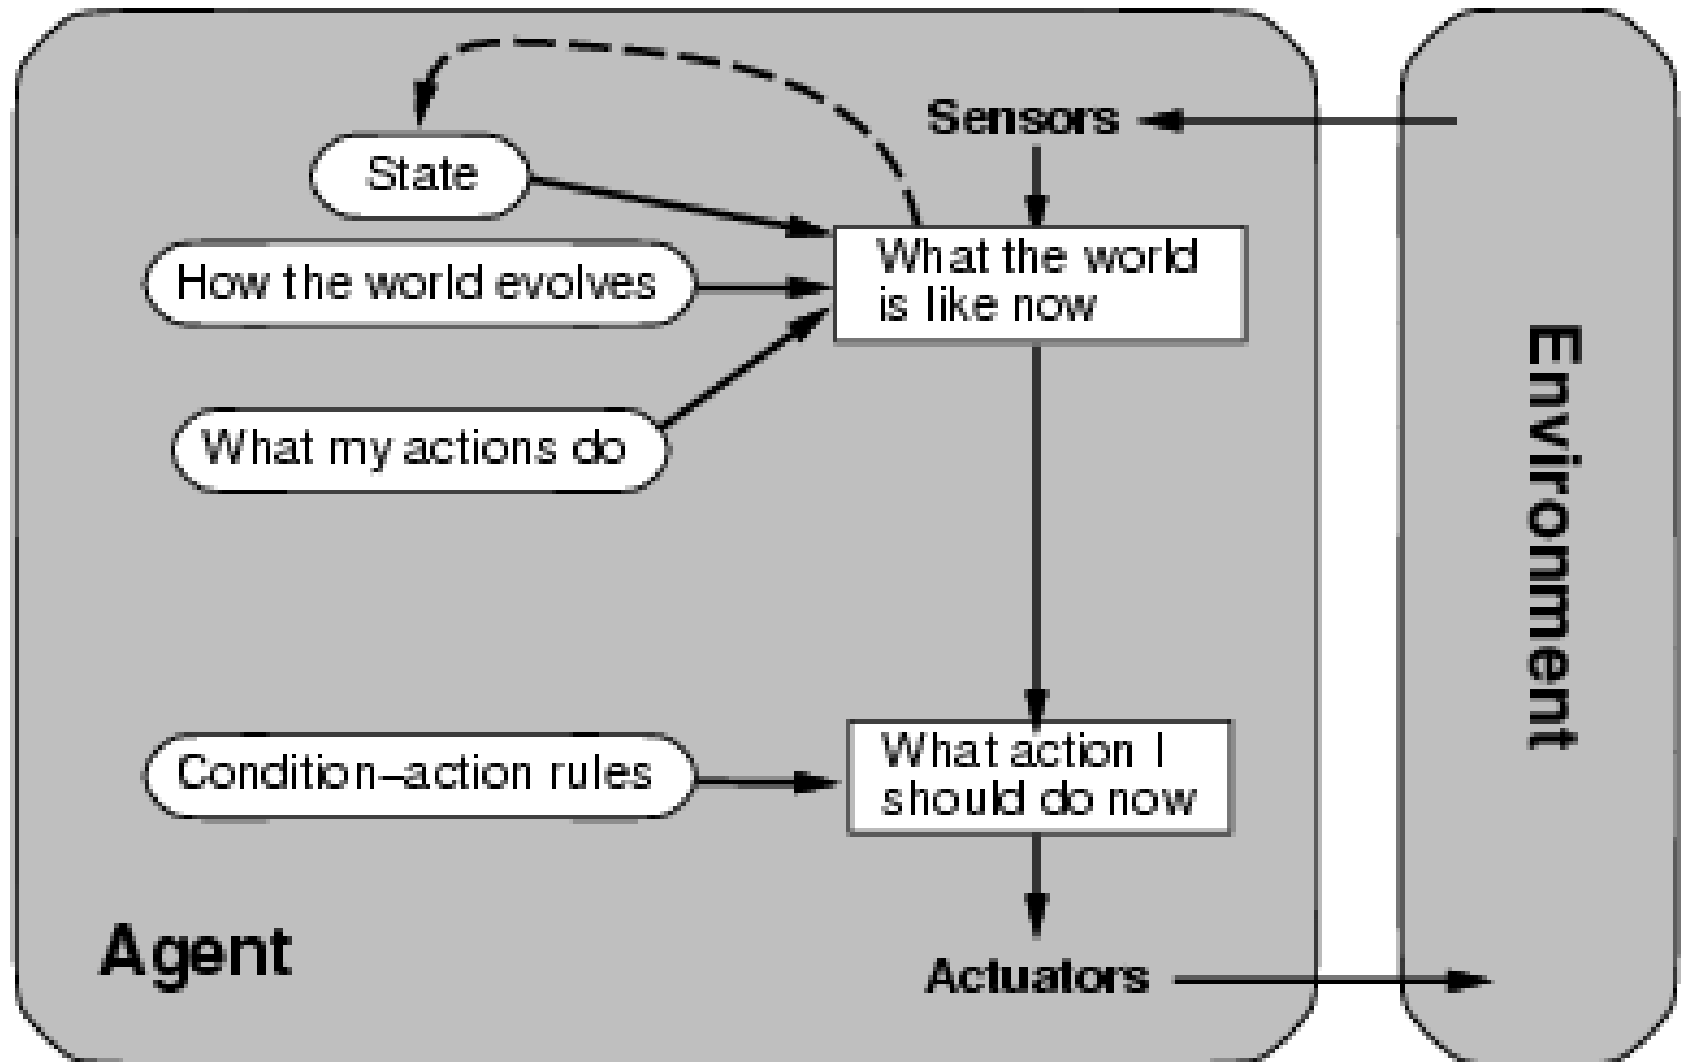 Sensors
State
How the world evolves
What the world
is like now
What my actions do
Environment
Condition–action rules
What action I
should do now
Agent
Actuators